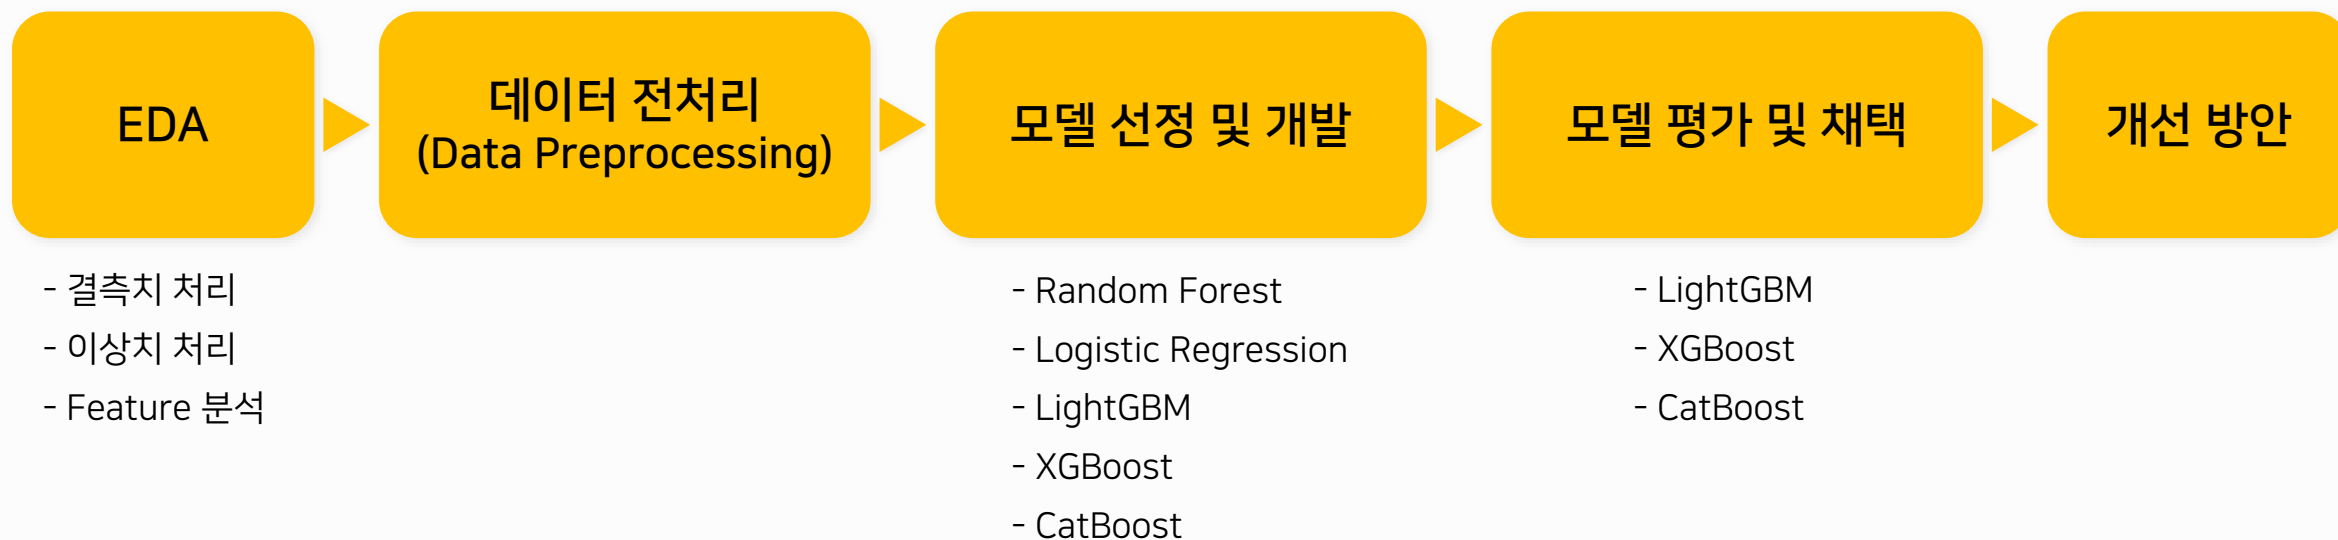 EDA
데이터 전처리
(Data Preprocessing)
모델 선정 및 개발
모델 평가 및 채택
개선 방안
- 결측치 처리
- 이상치 처리
- Feature 분석
- Random Forest
- Logistic Regression
- LightGBM
- XGBoost
- CatBoost
- LightGBM
- XGBoost
- CatBoost